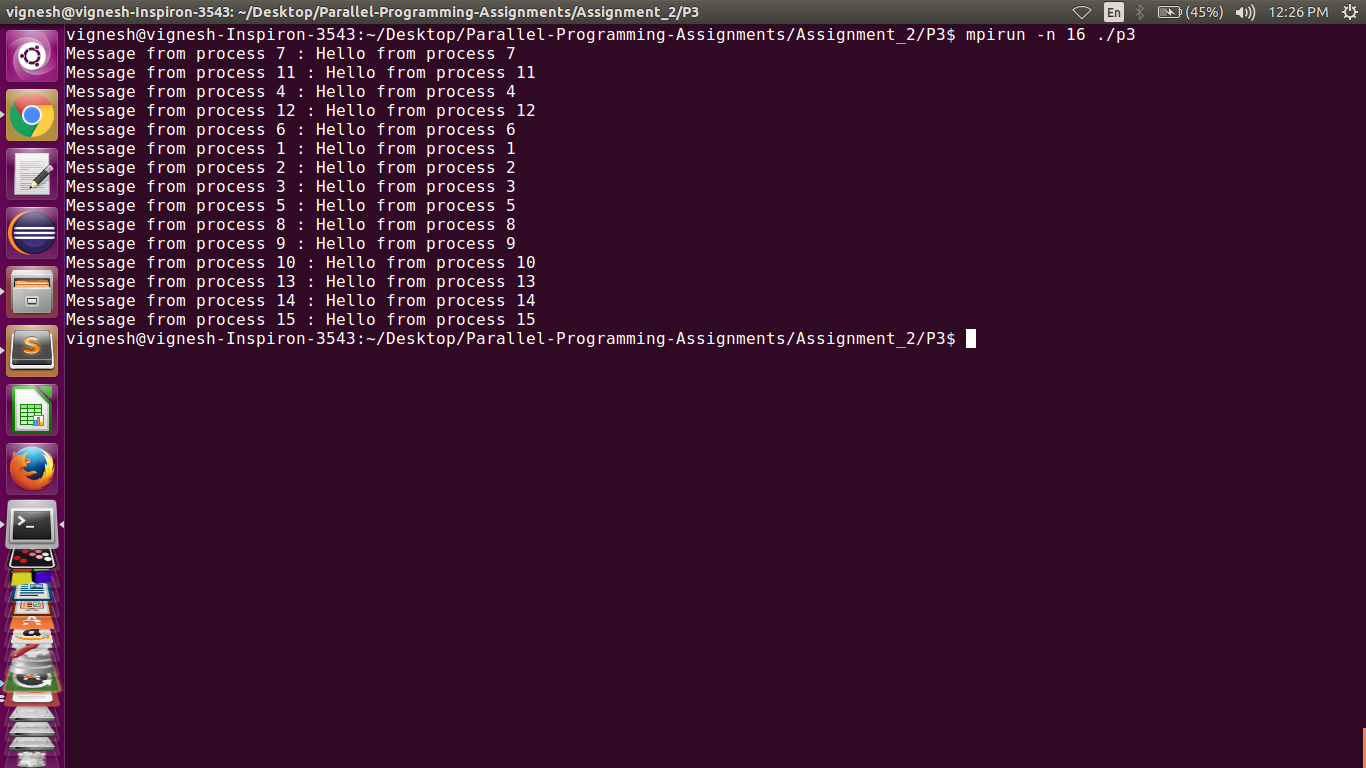 vignesh@vignesh-Inspiron-3543: ~/Desktop/Parallel-Programming-Assignments/Assignment_2/P3
En (45%) 12:26 PM
vignesh@vignesh-Inspiron-3543:~/Desktop/Parallel-Programming-Assignments/Assignment_2/P3$ mpirun -n 16 ./p3
Message from process 7 : Hello from process 7
Message from process 11 : Hello from process 11
Message from process 4 : Hello from process 4
Message from process 12 : Hello from process 12
Message from process 6 : Hello from process 6
Message from process 1 : Hello from process 1
Message from process 2 : Hello from process 2
Message from process 3 : Hello from process 3
Message from process 5 : Hello from process 5
Message from process 8 : Hello from process 8
Message from process 9 : Hello from process 9
Message from process 10 : Hello from process 10
Message from process 13 : Hello from process 13
Message from process 14 : Hello from process 14
Message from process 15 : Hello from process 15
vignesh@vignesh-Inspiron-3543:~/Desktop/Parallel-Programming-Assignments/Assignment_2/P3$